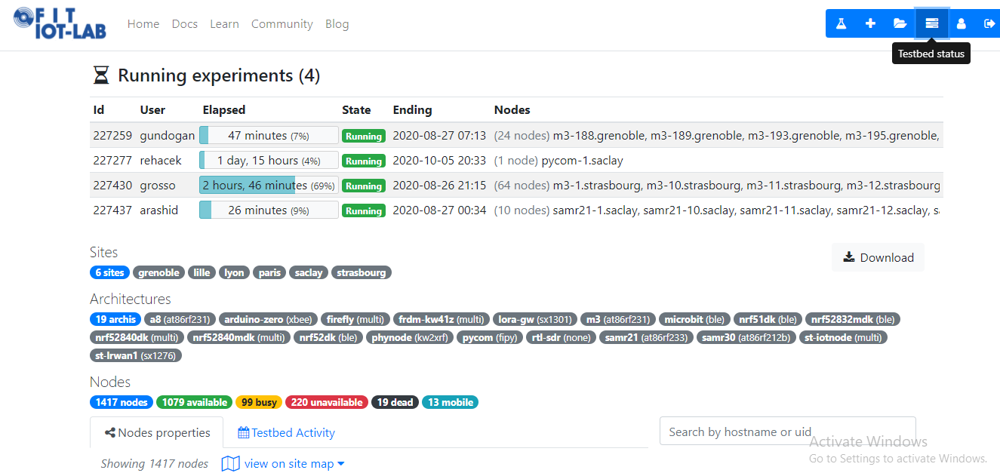 FIT IOT-LAB Home Docs Learn Community Blog
Testbed status
Running experiments (4)
Id User Elapsed State Ending Nodes
227259 gundogan 47 minutes (7%) Running 2020-08-27 07:13 (24 nodes) m3-188.grenoble, m3-189.grenoble, m3-193.grenoble, m3-195.grenoble,
227277 rehacek 1 day, 15 hours (4%) Running 2020-10-05 20:33 (1 node) pycom-1.saclay
227430 grosso 2 hours, 46 minutes (69%) Running 2020-08-26 21:15 (64 nodes) m3-1.strasbourg, m3-10.strasbourg, m3-11.strasbourg, m3-12.strasbourg
227437 arashid 26 minutes (9%) Running 2020-08-27 00:34 (10 nodes) samr21-1.saclay, samr21-10.saclay, samr21-11.saclay, samr21-12.saclay, s
Sites
Download
6 sites grenoble lille lyon paris saclay strasbourg
Architectures
19 archis a8 (at86rf231) arduino-zero (xbee) firefly (multi) frdm-kw41z (multi) lora-gw (sx1301) m3 (at86rf231) microbit (ble) nrf51dk (ble) nrf52832mdk (ble)
nrf52840dk (multi) nrf52840mdk (multi) nrf52dk (ble) phynode (kw2xrf) pycom (fipy) rtl-sdr (none) samr21 (at86rf233) samr30 (at86rf212b) st-iotnode (multi)
st-lrwan1 (sx1276)
Nodes
1417 nodes 1079 available 99 busy 220 unavailable 19 dead 13 mobile
Nodes properties Testbed Activity Search by hostname or uid
Activate Windows
Showing 1417 nodes view on site map Go to Settings to activate Windows.